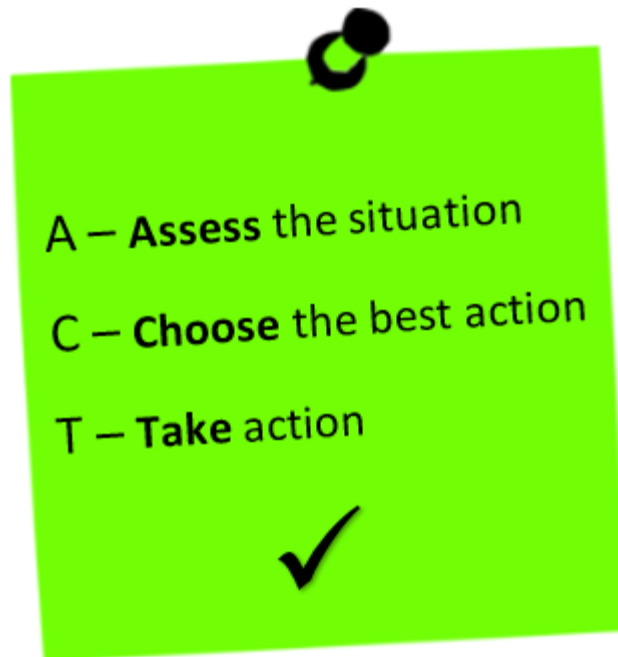 A – Assess the situation
C – Choose the best action
T – Take action